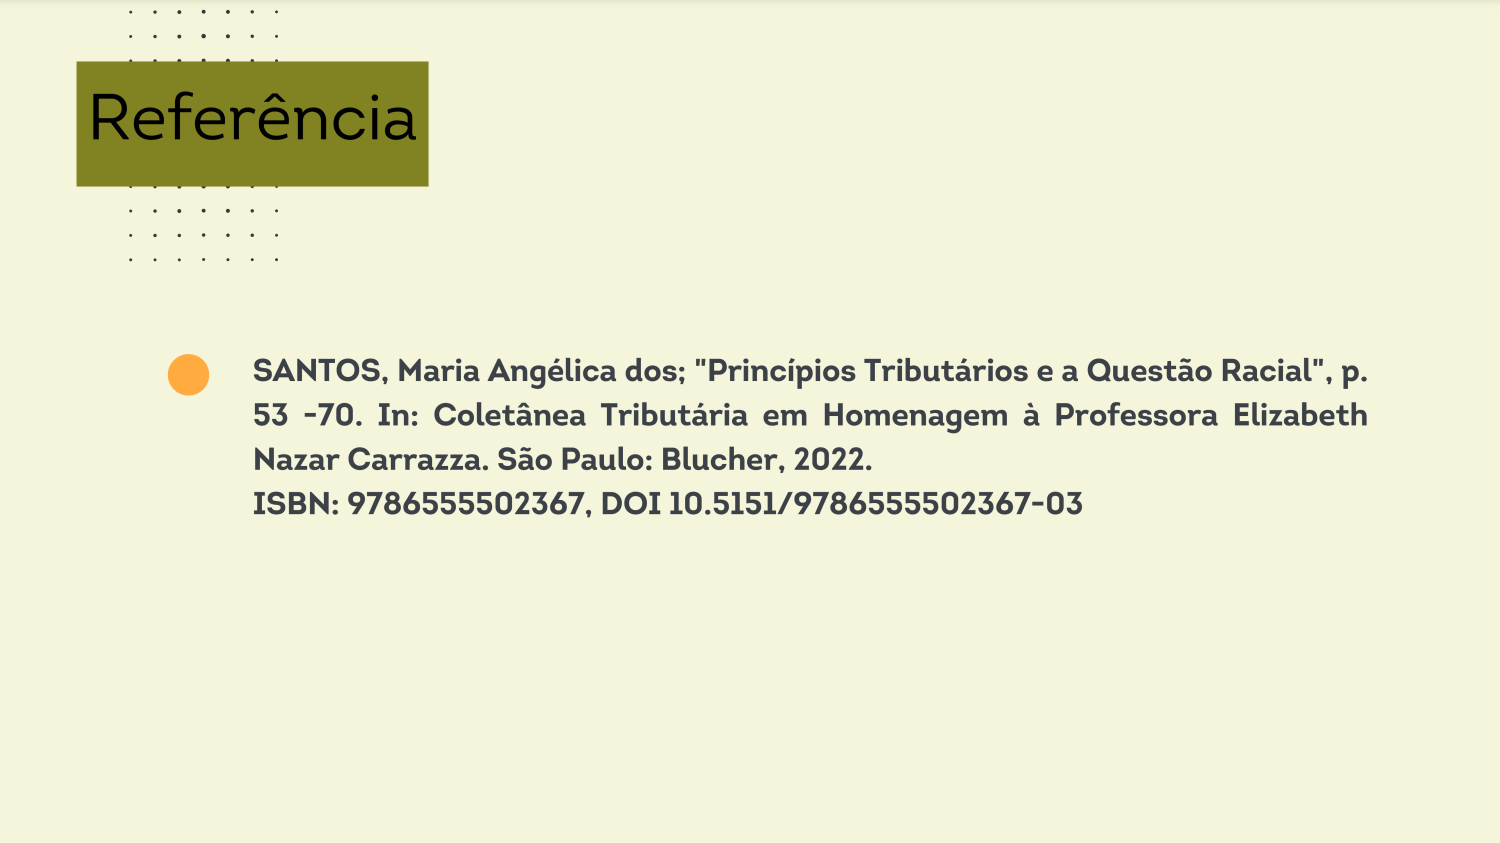 Referência
SANTOS, Maria Angélica dos; "Princípios Tributários e a Questão Racial", p.
53 -70. In: Coletânea Tributária em Homenagem à Professora Elizabeth
Nazar Carrazza. São Paulo: Blucher, 2022.
ISBN: 9786555502367, DOI 10.5151/9786555502367-03